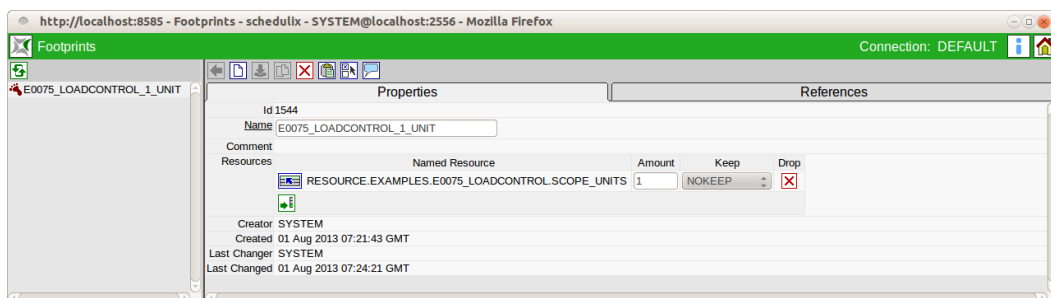 http://localhost:8585 - Footprints - schedulix - SYSTEM@localhost:2556 - Mozilla Firefox
Footprints
Connection: DEFAULT
E0075_LOADCONTROL_1_UNIT
Properties
References
Id 1544
Name E0075_LOADCONTROL_1_UNIT
Comment
Resources Named Resource Amount Keep Drop
RESOURCE.EXAMPLES.E0075_LOADCONTROL.SCOPE_UNITS 1 NOKEEP
Creator SYSTEM
Created 01 Aug 2013 07:21:43 GMT
Last Changer SYSTEM
Last Changed 01 Aug 2013 07:24:21 GMT